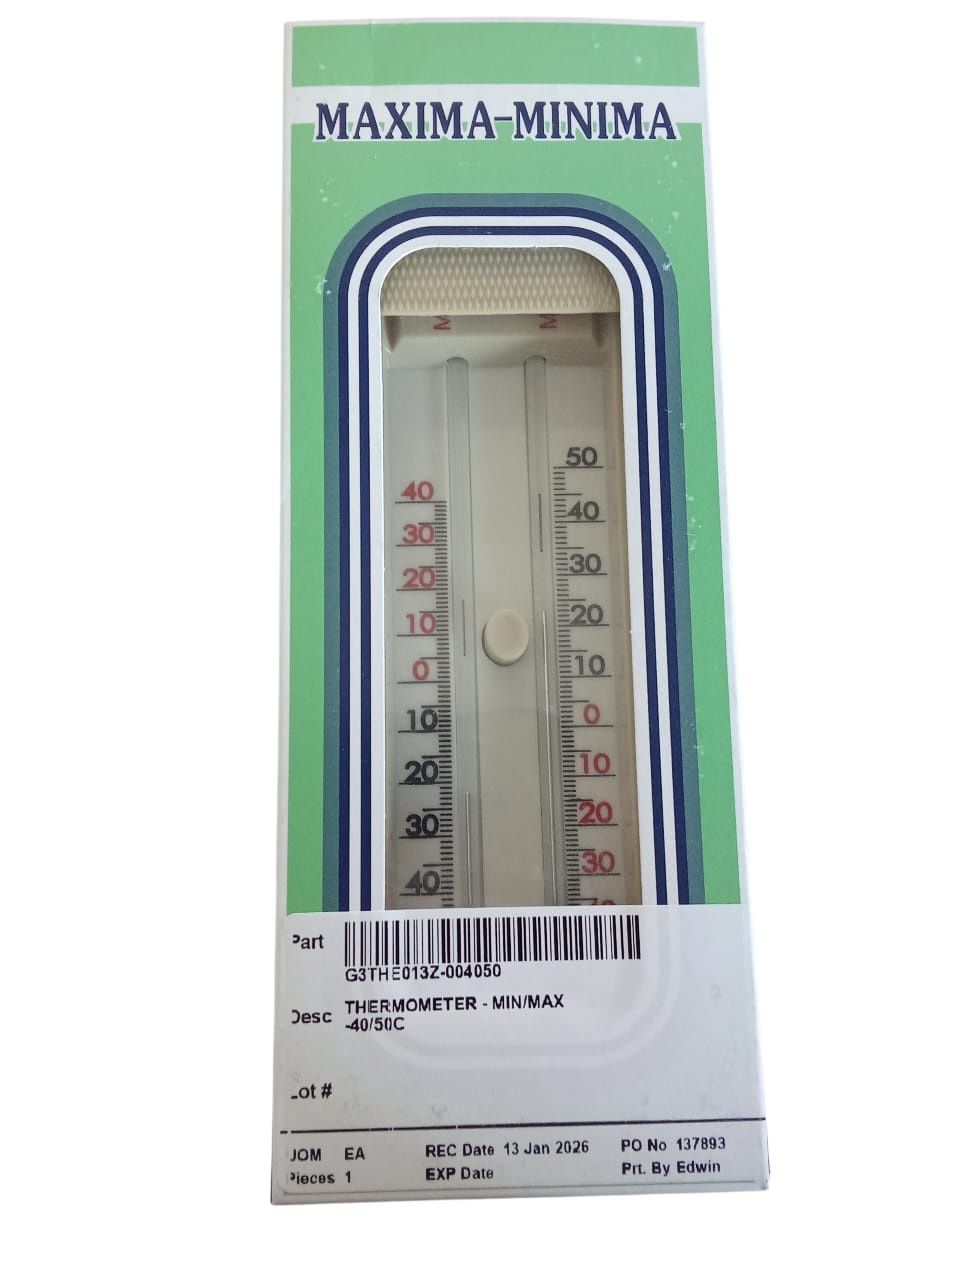 MAXIMA-MINIMA
M M
50
40
40
30
30
20
20
10
10
0
0
10
10
20
20
30
30
40
Part
G3THE013Z-004050
Desc THERMOMETER - MIN/MAX
-40/50C
Lot #
UOM EA REC Date 13 Jan 2026 PO No 137893
Pieces 1 EXP Date Prt. By Edwin